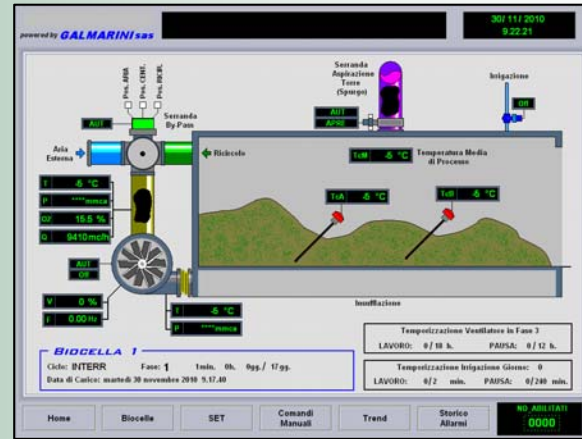 powered by GALMARINI sas
30/11/2010
9.22.21
Pos. ARIA
Pos. CENT.
Pos. RICIR.
Serranda
By-Pass
AUT
Aria
Esterna
Ricircolo
Serranda
Aspirazione
Torre
(Spurgo)
AUT
APRE
Irrigazione
Off
TcM -5 °C
Temperatura Media
di Processo
TcA -5 °C
TcB -5 °C
T -5 °C
P ****mmca
O2 15.5 %
Q 9410mc/h
AUT
Off
V 0 %
F 0.00 Hz
T -5 °C
P ****mmca
Insufflazione
BIOCELLA 1
Ciclo: INTERR Fase: 1 1min. 0h. 0gg./ 17gg.
Data di Carico: martedì 30 novembre 2010 9.17.40
Temporizzazione Ventilatore in Fase 3
LAVORO: 0/18 h. PAUSA: 0/12 h.
Temporizzazione Irrigazione Giorno: 0
LAVORO: 0/2 min. PAUSA: 0/240 min.
Home
Biocelle
SET
Comandi
Manuali
Trend
Storico
Allarmi
NO_ABILITATI
0000